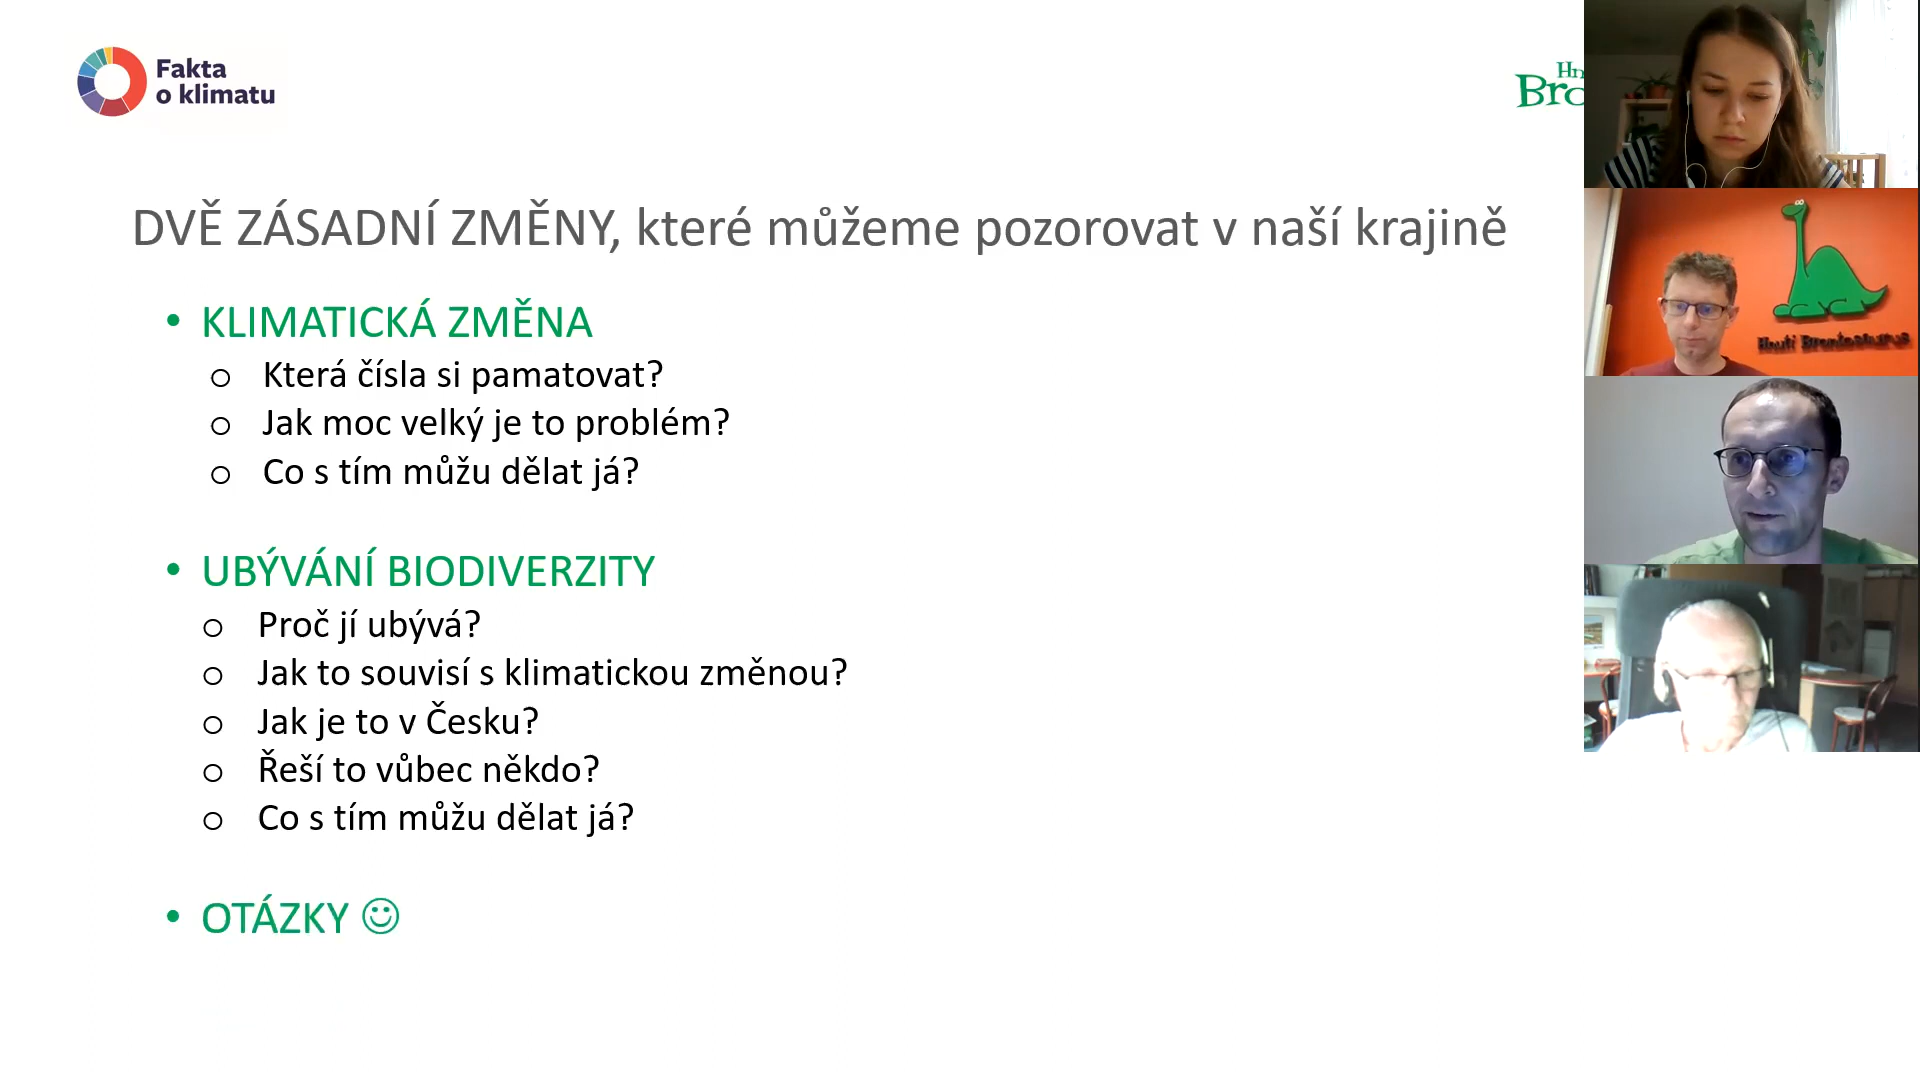 Fakta
o klimatu
DVĚ ZÁSADNÍ ZMĚNY, které můžeme pozorovat v naší krajině
• KLIMATICKÁ ZMĚNA
o Která čísla si pamatovat?
o Jak moc velký je to problém?
o Co s tím můžu dělat já?
• UBÝVÁNÍ BIODIVERZITY
o Proč jí ubývá?
o Jak to souvisí s klimatickou změnou?
o Jak je to v Česku?
o Řeší to vůbec někdo?
o Co s tím můžu dělat já?
• OTÁZKY ☺
Hnutí Brontosaurus